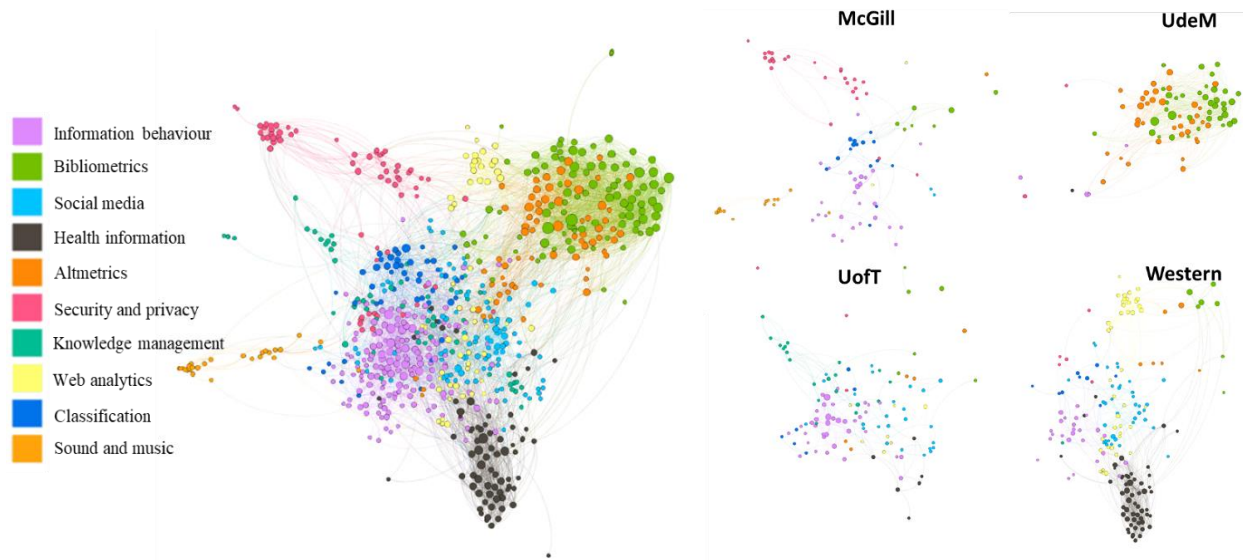 Information behaviour
Bibliometrics
Social media
Health information
Altmetrics
Security and privacy
Knowledge management
Web analytics
Classification
Sound and music
McGill
UdeM
UofT
Western